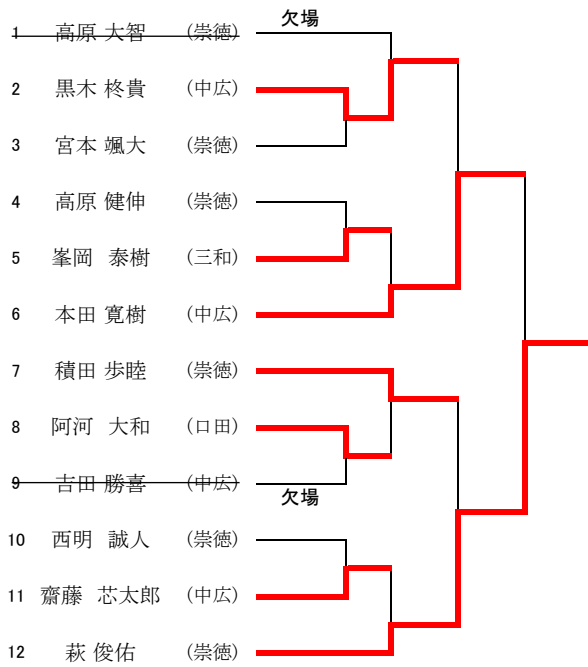 1 高原 大智 (崇徳) 欠場
2 黒木 柊貴 (中広)
3 宮本 颯大 (崇徳)
4 高原 健伸 (崇徳)
5 峯岡 泰樹 (三和)
6 本田 寛樹 (中広)
7 積田 歩睦 (崇徳)
8 阿河 大和 (口田)
9 吉田 勝喜 (中広) 欠場
10 西明 誠人 (崇徳)
11 齋藤 芯太郎 (中広)
12 萩 俊佑 (崇徳)